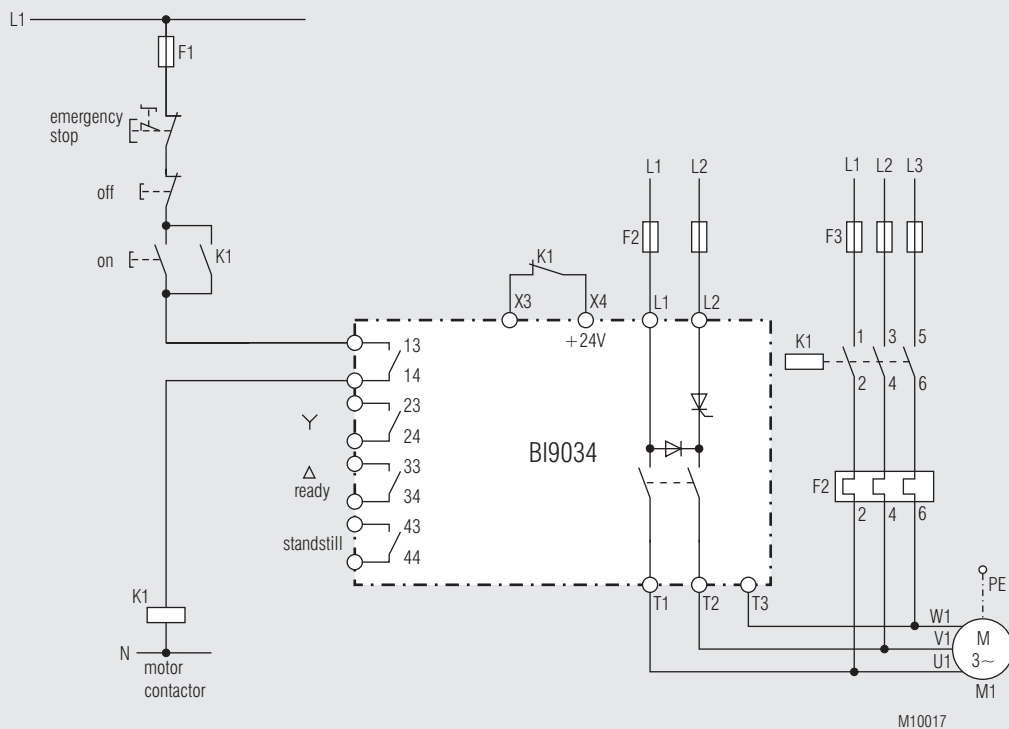 L1
F1
emergency
stop
off
on
K1
L1
L2
L1
L2
L3
F2
F3
K1
X3
X4
L1
L2
+24V
13
14
23
24
33
Δ
ready
34
standstill
43
44
BI9034
K1
1
3
5
2
4
6
F2
2
4
6
T1
T2
T3
PE
W1
V1
U1
M
3~
M1
K1
N
motor
contactor
M10017